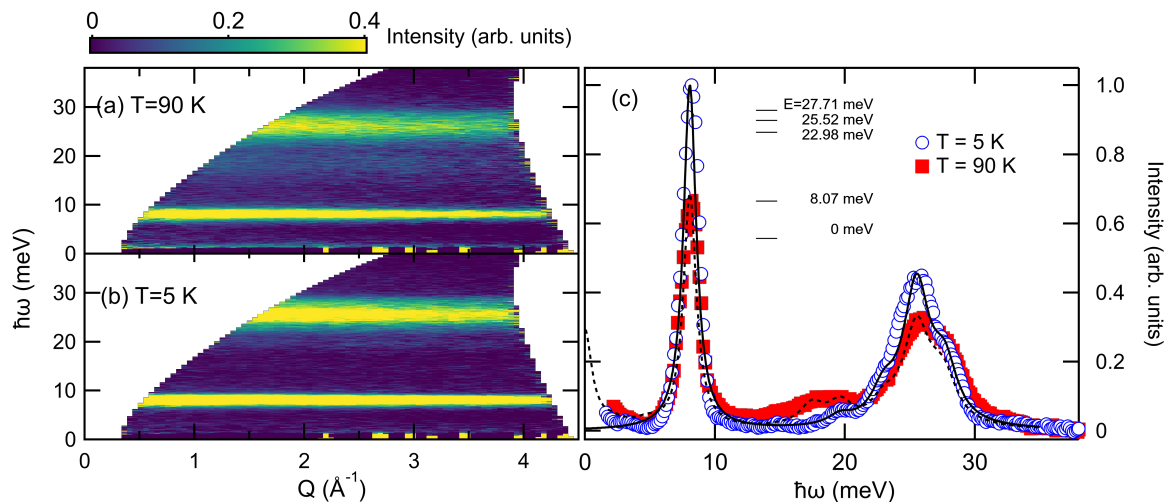 0 0.2 0.4
Intensity (arb. units)
(a) T=90 K
30
20
10
0
(b) T=5 K
30
20
10
0
ħω (meV)
0 1 2 3 4
Q (Å⁻¹)
(c)
E=27.71 meV
25.52 meV
22.98 meV
8.07 meV
0 meV
T = 5 K
T = 90 K
1.0
0.8
0.6
0.4
0.2
0
Intensity (arb. units)
0 10 20 30
ħω (meV)